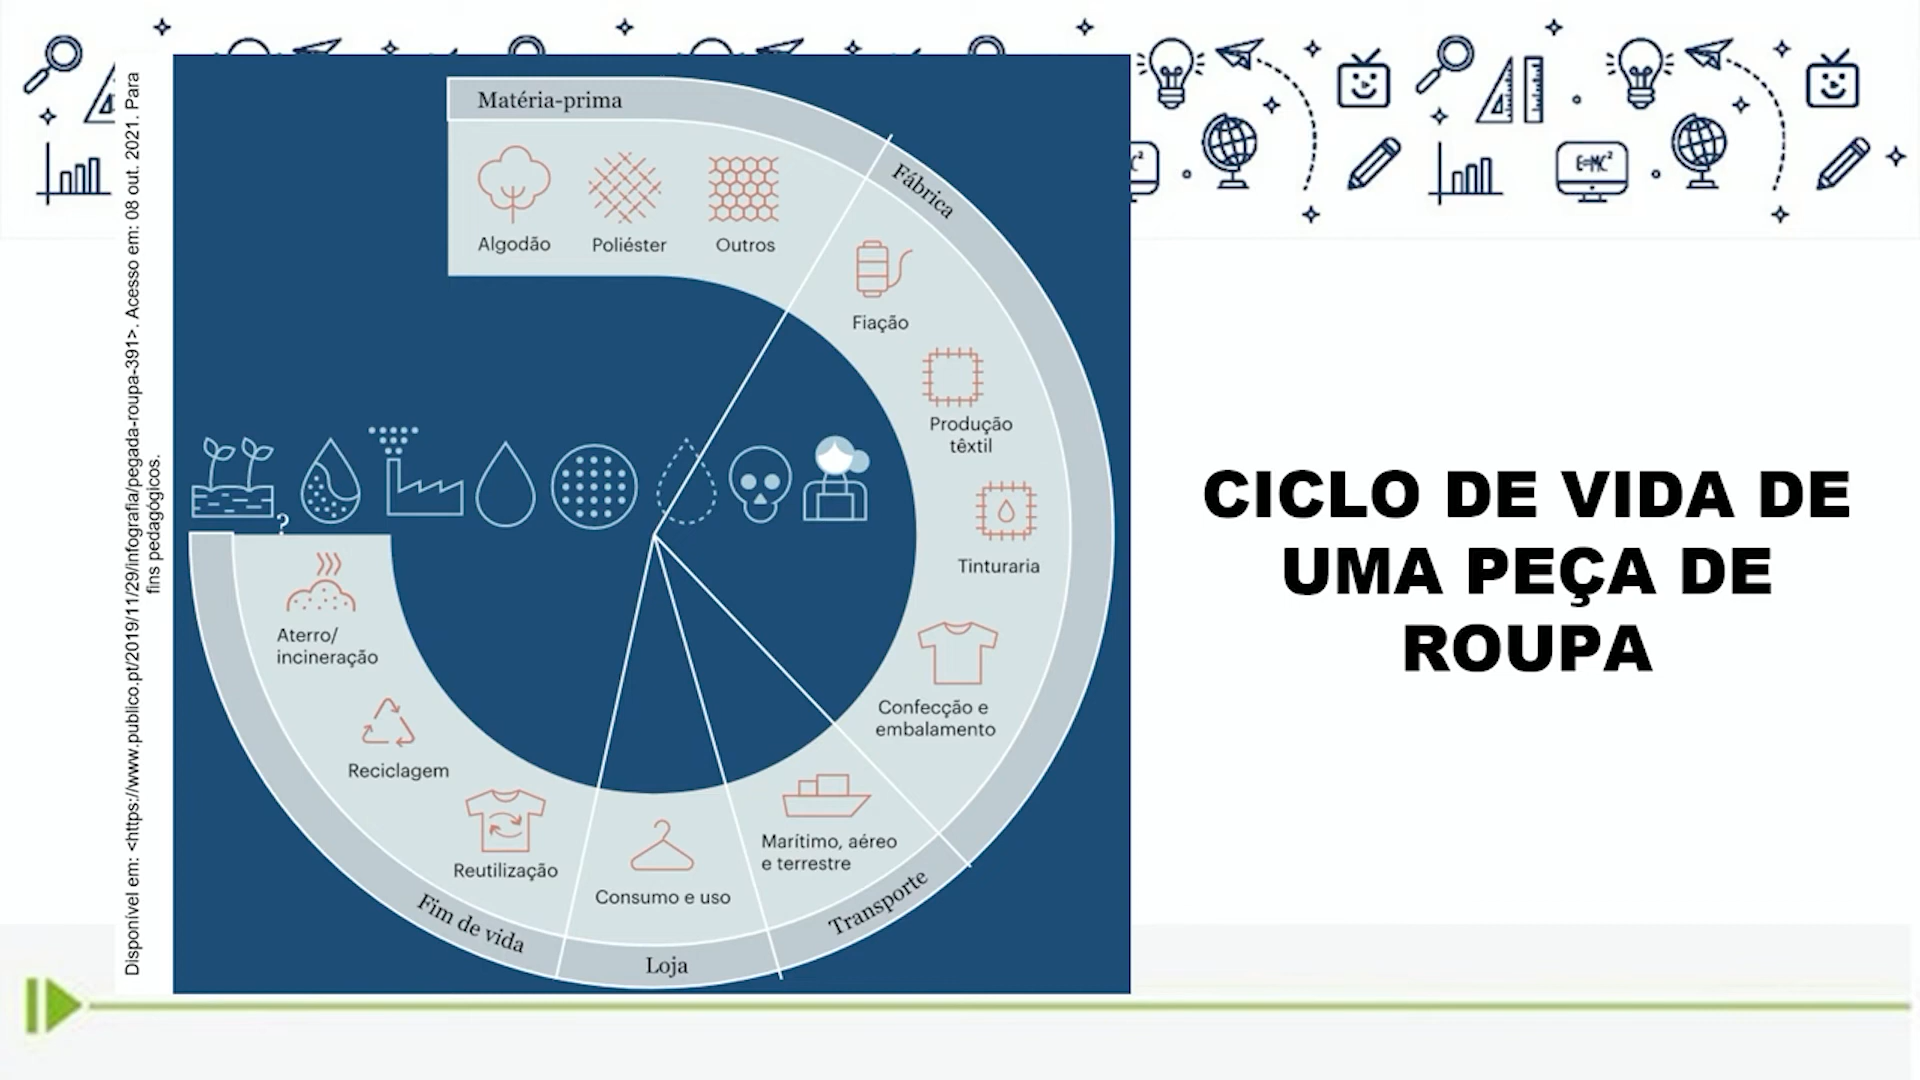 Disponível em: <https://www.publico.pt/2019/11/29/infografia/pegada-roupa-391>. Acesso em: 08 out. 2021. Para
fins pedagógicos.
Matéria-prima
Algodão
Poliéster
Outros
Fábrica
Fiação
Produção
têxtil
Tinturaria
Confecção e
embalamento
Transporte
Marítimo, aéreo
e terrestre
Loja
Consumo e uso
Fim de vida
Reutilização
Reciclagem
Aterro/
incineração
?
C²
E=MC²
CICLO DE VIDA DE
UMA PEÇA DE
ROUPA